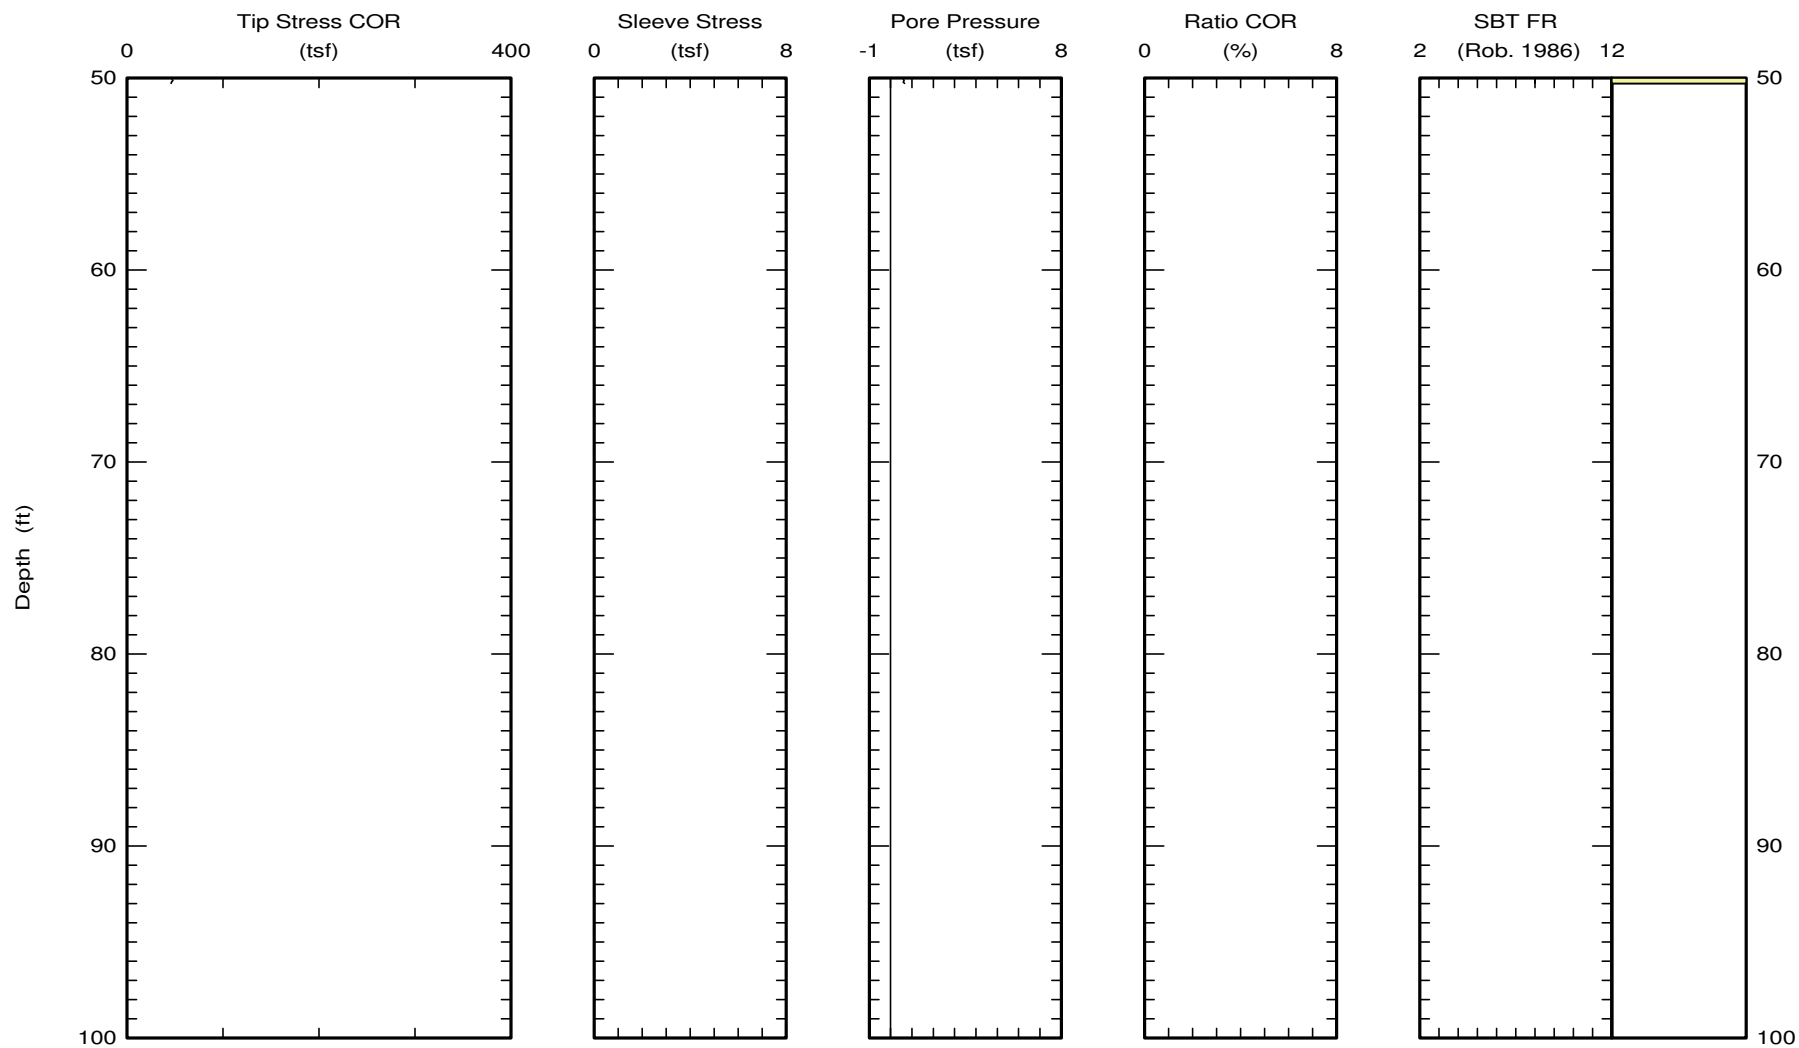 Tip Stress COR Sleeve Stress Pore Pressure Ratio COR SBT FR
0 (tsf) 400 0 (tsf) 8 -1 (tsf) 8 0 (%) 8 2 (Rob. 1986) 12
50 50
60 60
70 70
Depth (ft)
80 80
90 90
100 100